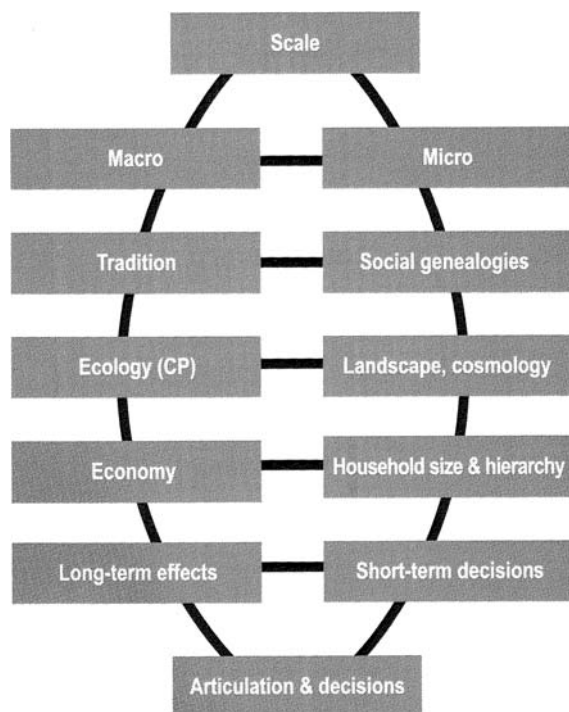 Scale
Macro
Micro
Tradition
Social genealogies
Ecology (CP)
Landscape, cosmology
Economy
Household size & hierarchy
Long-term effects
Short-term decisions
Articulation & decisions